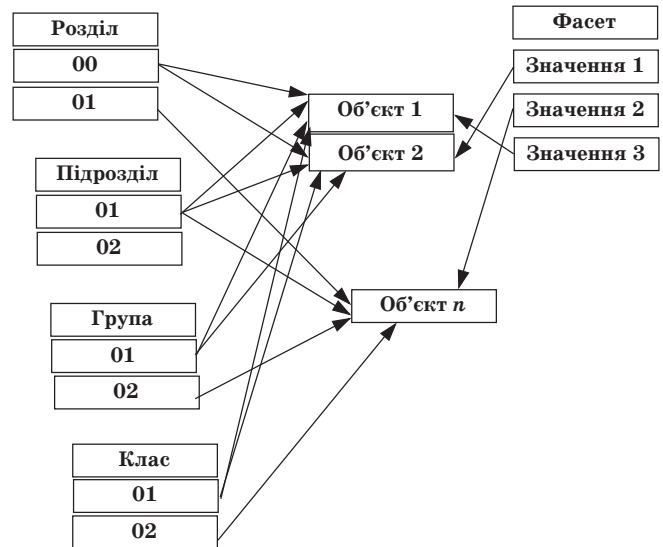 Розділ
00
01
Підрозділ
01
02
Група
01
02
Клас
01
02
Об’єкт 1
Об’єкт 2
Об’єкт n
Фасет
Значення 1
Значення 2
Значення 3